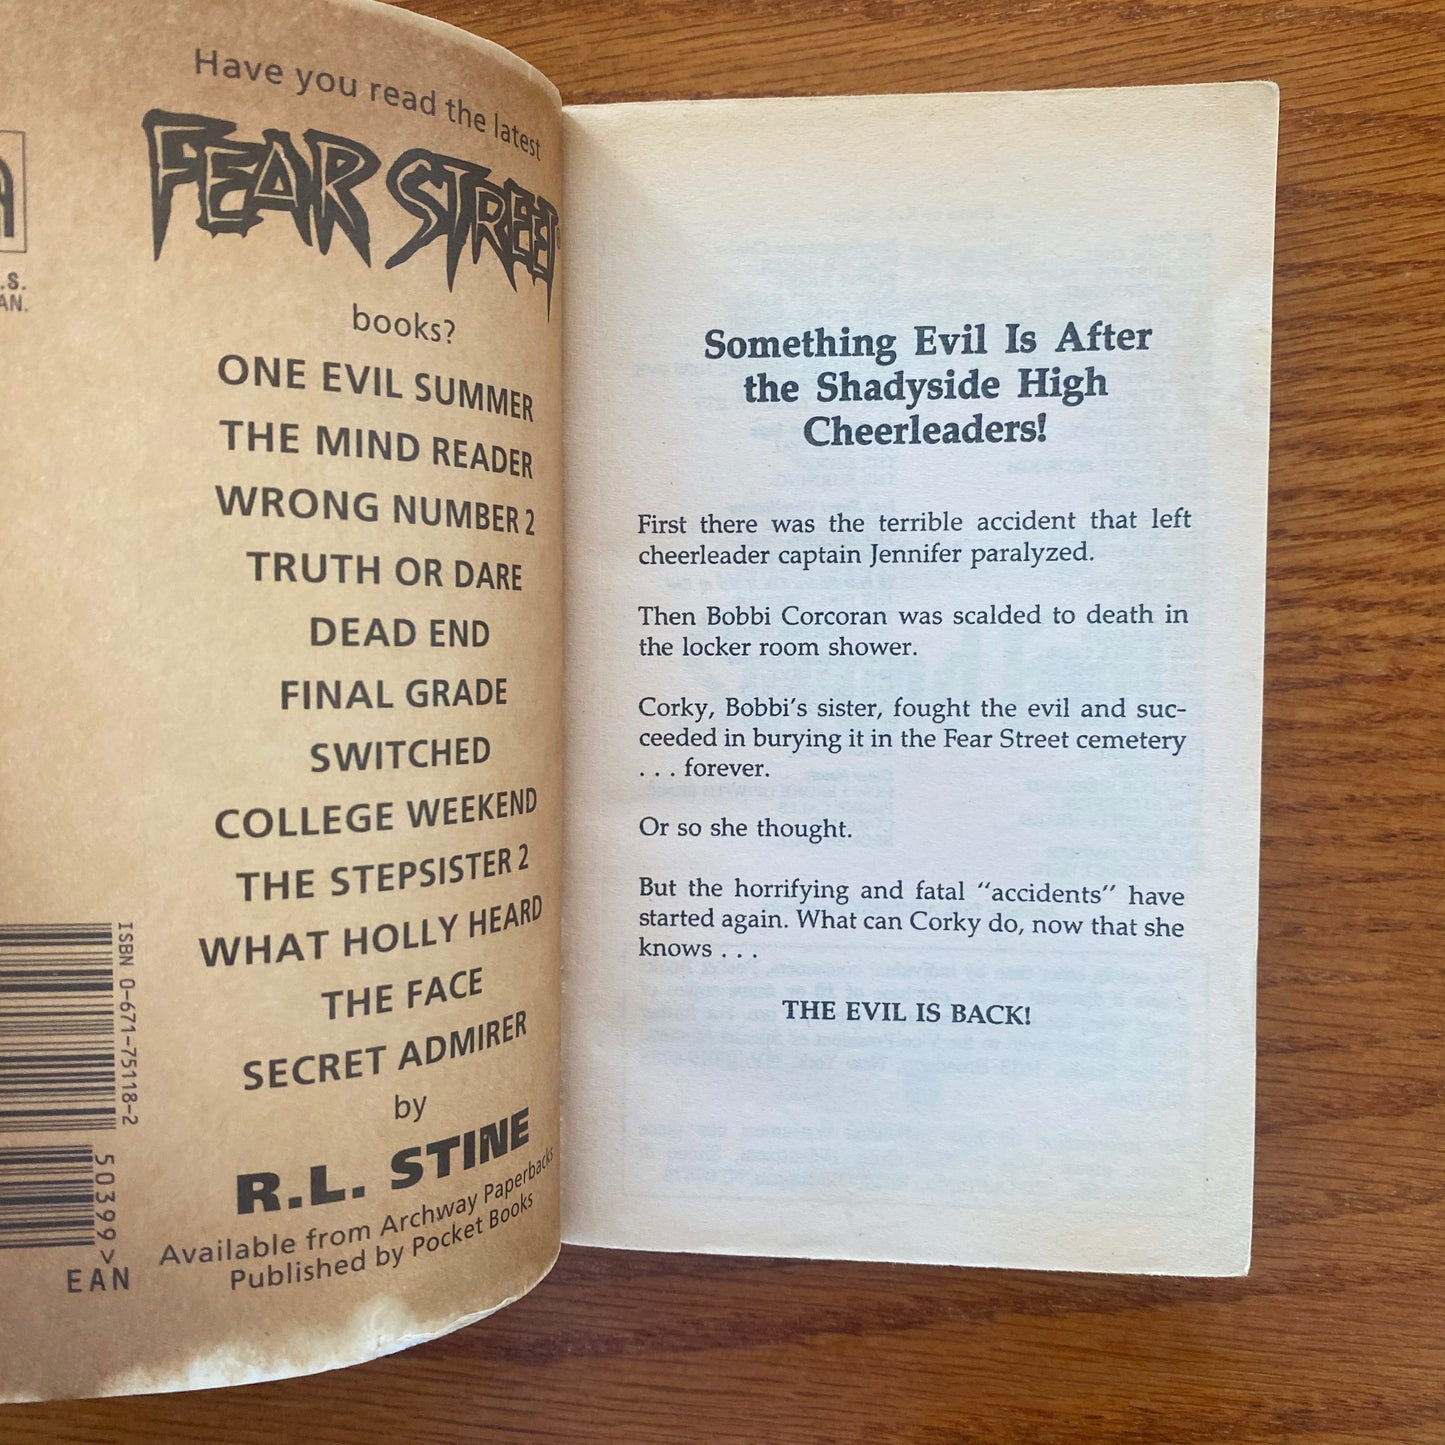 Have you read the latest
FEAR STREET
books?
ONE EVIL SUMMER
THE MIND READER
WRONG NUMBER 2
TRUTH OR DARE
DEAD END
FINAL GRADE
SWITCHED
COLLEGE WEEKEND
THE STEPSISTER 2
WHAT HOLLY HEARD
THE FACE
SECRET ADMIRER
by
R.L. STINE
Available from Archway Paperbacks
Published by Pocket Books
.S.
AN.
ISBN 0-671-75118-2
50399>
EAN
Something Evil Is After
the Shadyside High
Cheerleaders!
First there was the terrible accident that left
cheerleader captain Jennifer paralyzed.
Then Bobbi Corcoran was scalded to death in
the locker room shower.
Corky, Bobbi's sister, fought the evil and suc-
ceeded in burying it in the Fear Street cemetery
. . . forever.
Or so she thought.
But the horrifying and fatal "accidents" have
started again. What can Corky do, now that she
knows . . .
THE EVIL IS BACK!